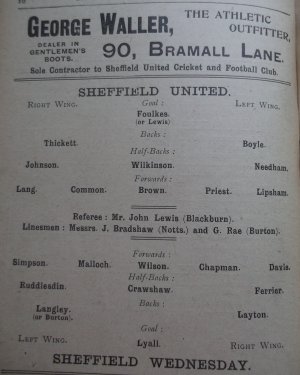 GEORGE WALLER, THE ATHLETIC OUTFITTER,
DEALER IN GENTLEMEN'S BOOTS. 90, BRAMALL LANE.
Sole Contractor to Sheffield United Cricket and Football Club.
SHEFFIELD UNITED.
RIGHT WING. Goal: LEFT WING.
Foulkes.
(or Lewis)
Backs:
Thickett. Boyle.
Half-Backs:
Johnson. Wilkinson. Needham.
Forwards:
Lang. Common. Brown. Priest. Lipsham.
Referee: Mr. John Lewis (Blackburn).
Linesmen: Messrs. J. Bradshaw (Notts.) and G. Rae (Burton).
Forwards:
Simpson. Malloch. Wilson. Chapman. Davis.
Half-Backs:
Ruddlesdin. Crawshaw. Ferrier.
Backs:
Langley. Layton.
(or Burton)
Goal:
LEFT WING. Lyall. RIGHT WING.
SHEFFIELD WEDNESDAY.